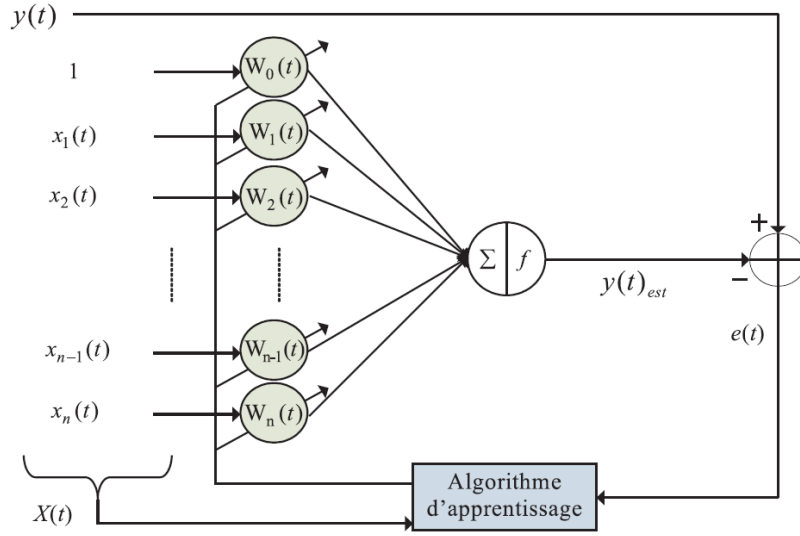 y(t)
1
W₀(t)
x₁(t)
W₁(t)
x₂(t)
W₂(t)
Σ f
+
−
y(t)ₑₛₜ
e(t)
xₙ₋₁(t)
Wₙ₋₁(t)
xₙ(t)
Wₙ(t)
X(t)
Algorithme
d’apprentissage